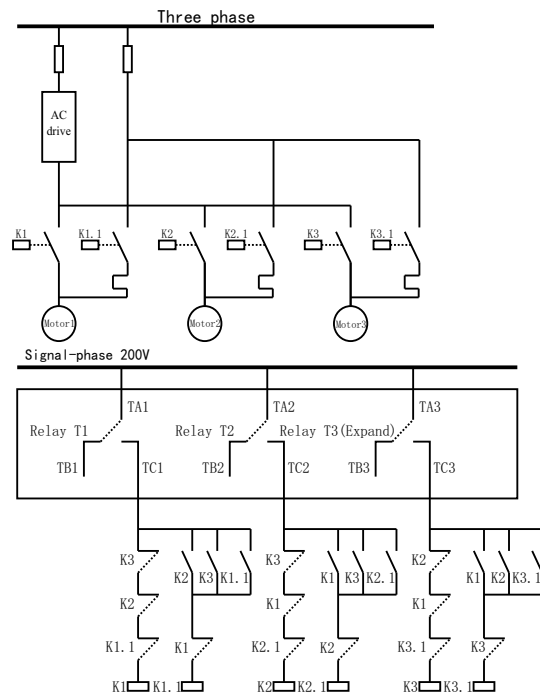 Three phase
AC
drive
K1 K1.1 K2 K2.1 K3 K3.1
Motor1 Motor2 Motor3
Signal-phase 200V
TA1 TA2 TA3
Relay T1 Relay T2 Relay T3(Expand)
TB1 TC1 TB2 TC2 TB3 TC3
K3 K3 K2
K2 K3 K1.1 K1 K3 K2.1 K1 K2 K3.1
K2 K1 K1
K1.1 K1 K2.1 K2 K3.1 K3
K1 K1.1 K2 K2.1 K3 K3.1